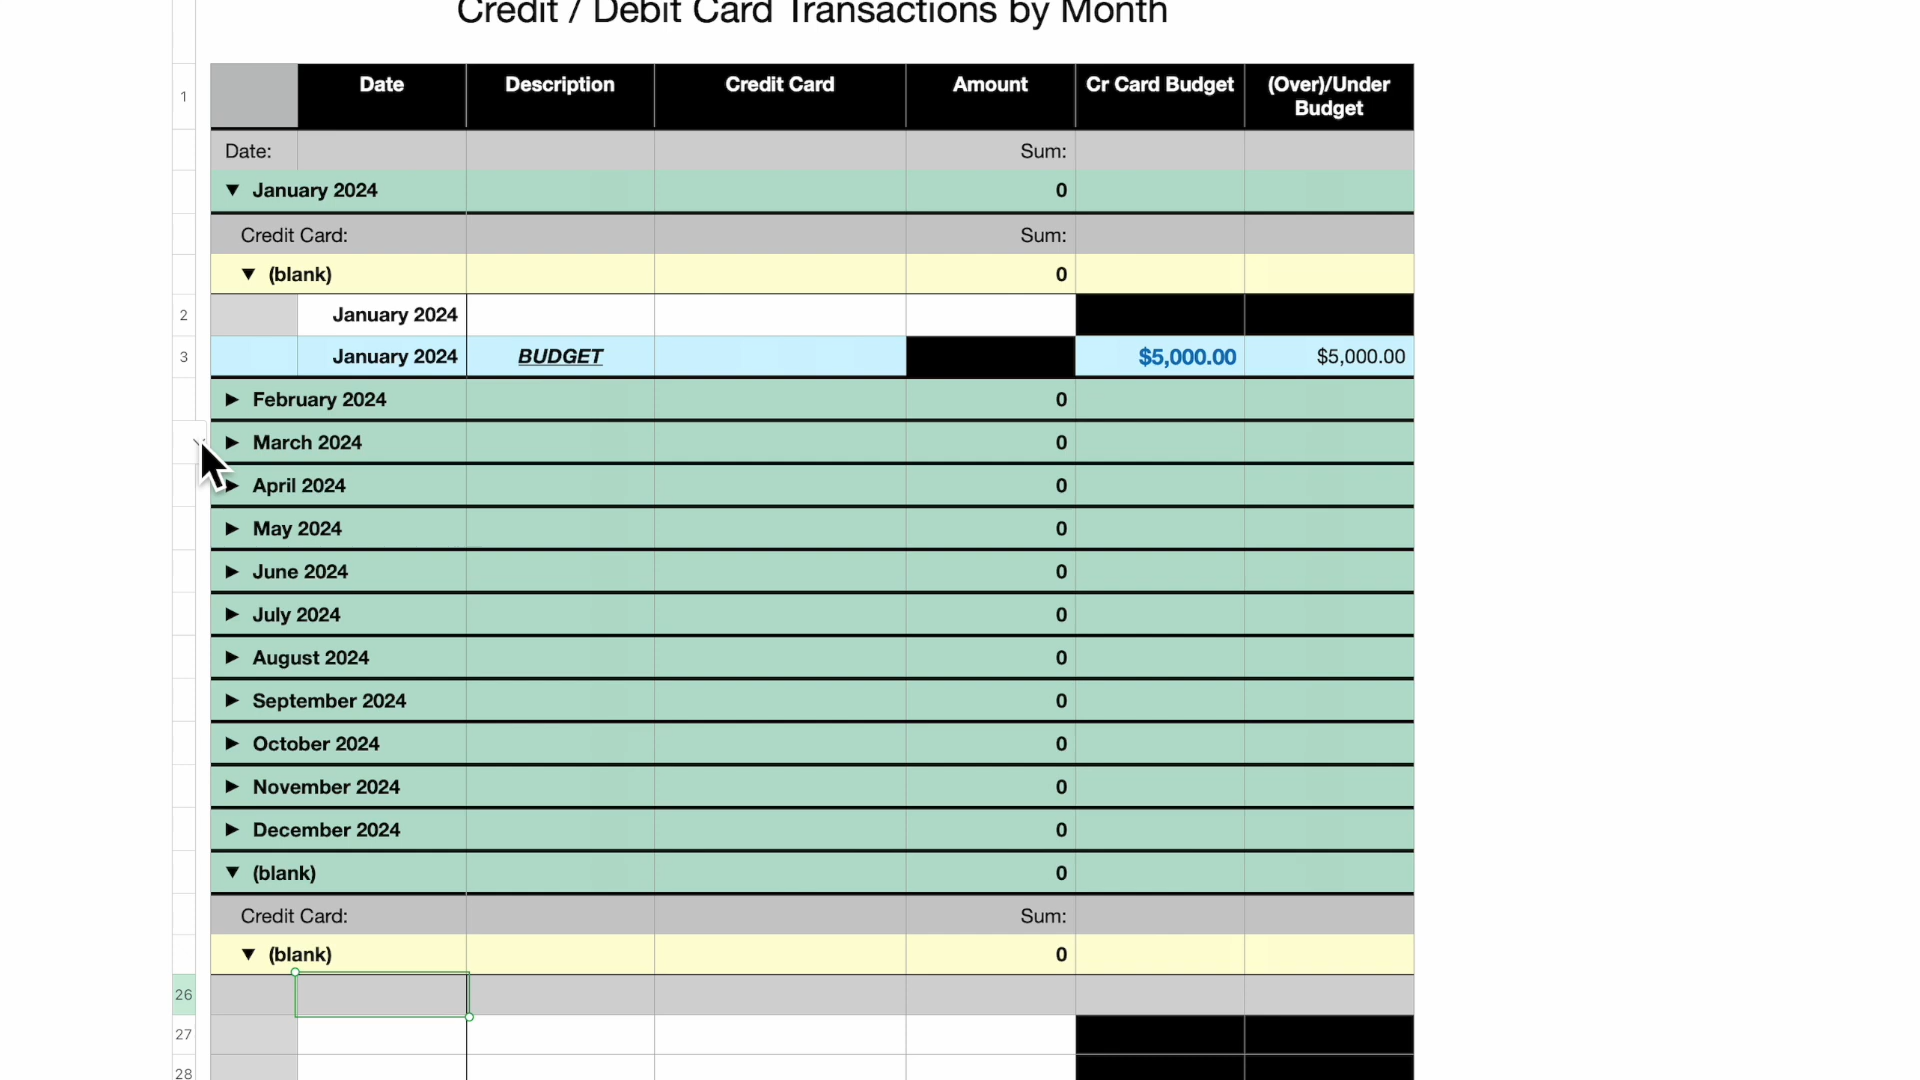 Credit / Debit Card Transactions by Month
1 Date Description Credit Card Amount Cr Card Budget (Over)/Under Budget
Date: Sum:
▼ January 2024 0
Credit Card: Sum:
▼ (blank) 0
2 January 2024
3 January 2024 BUDGET $5,000.00 $5,000.00
▶ February 2024 0
▶ March 2024 0
▶ April 2024 0
▶ May 2024 0
▶ June 2024 0
▶ July 2024 0
▶ August 2024 0
▶ September 2024 0
▶ October 2024 0
▶ November 2024 0
▶ December 2024 0
▼ (blank) 0
Credit Card: Sum:
▼ (blank) 0
26
27
28